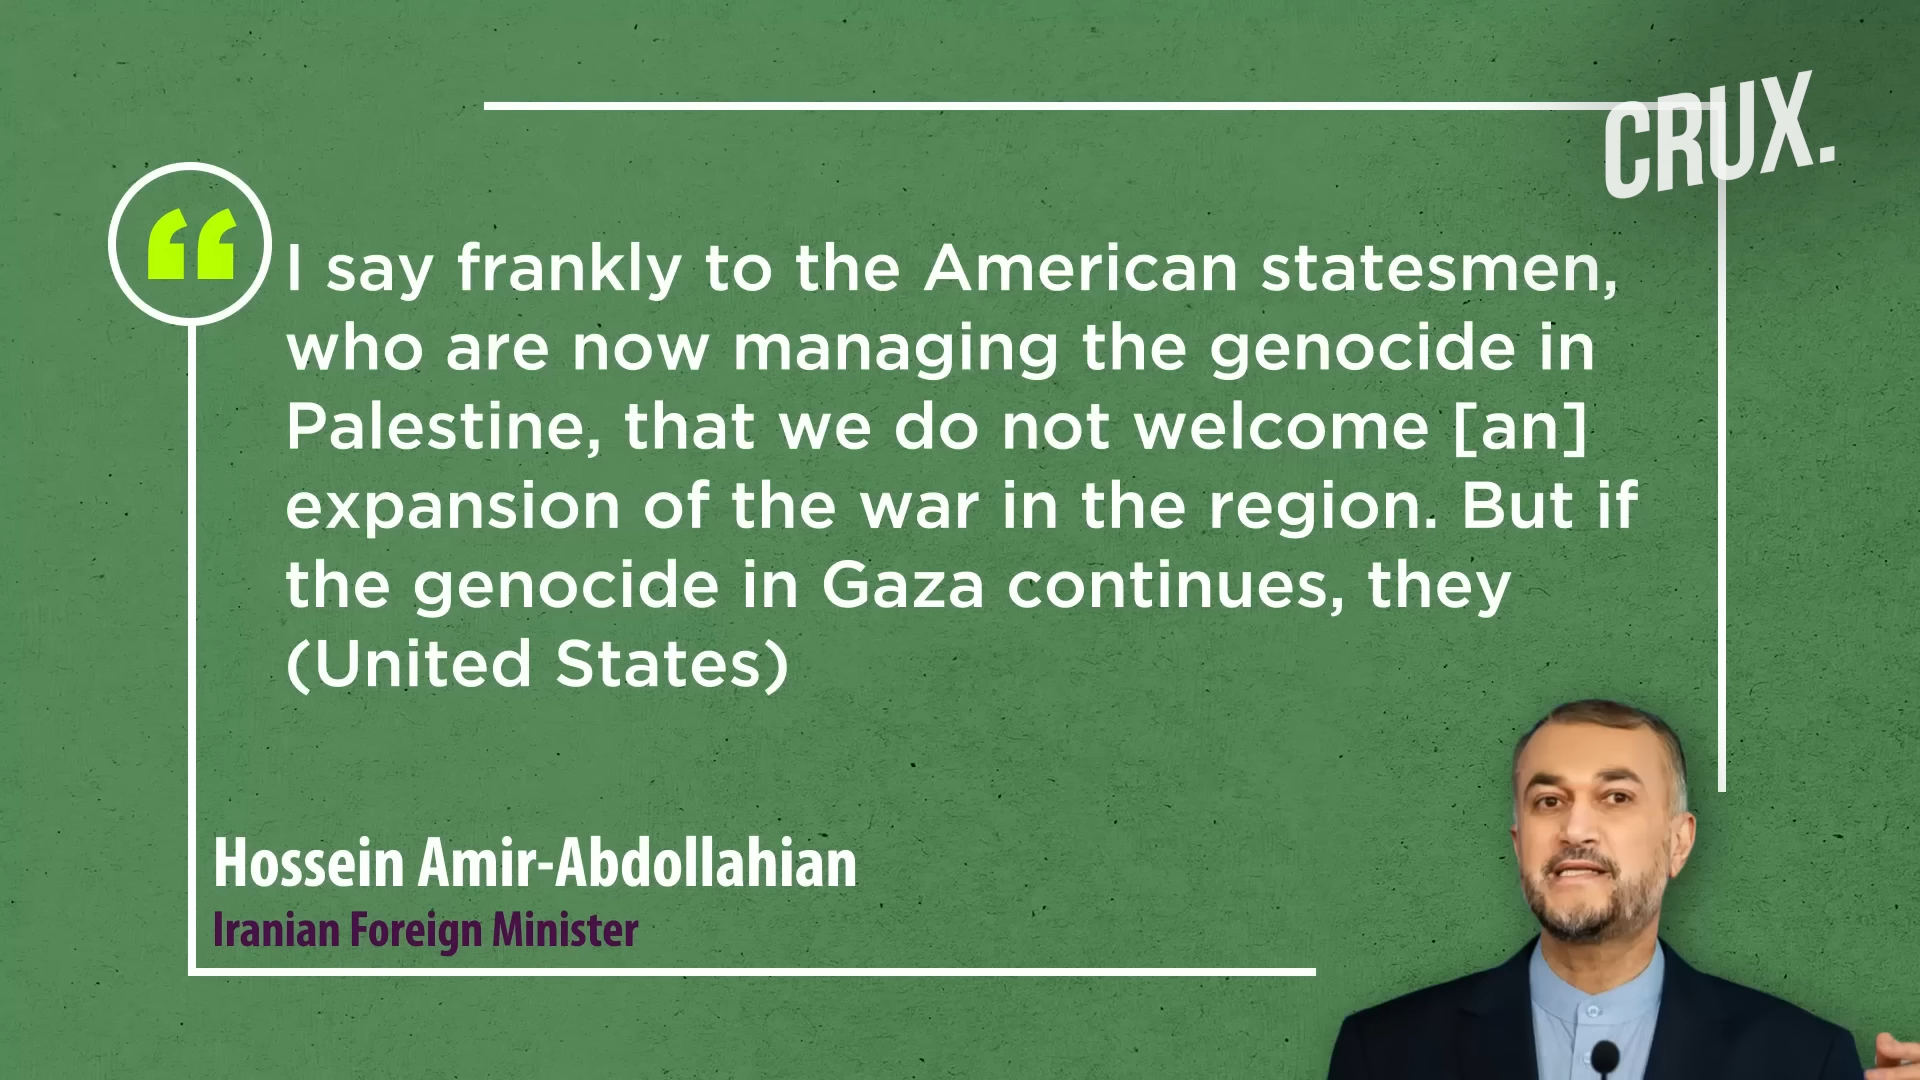 CRUX.
“
I say frankly to the American statesmen,
who are now managing the genocide in
Palestine, that we do not welcome [an]
expansion of the war in the region. But if
the genocide in Gaza continues, they
(United States)
Hossein Amir-Abdollahian
Iranian Foreign Minister